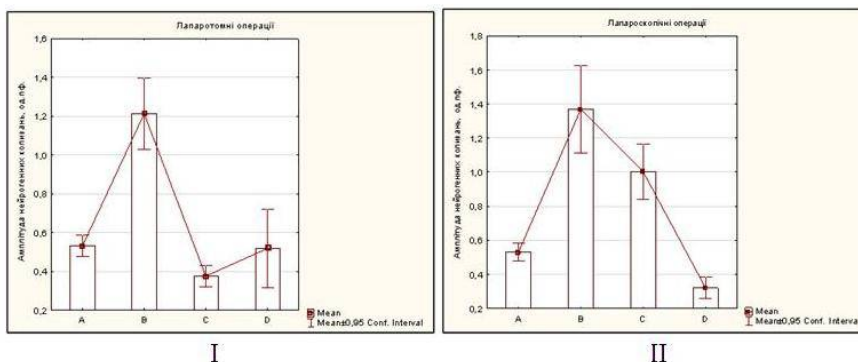 Лапаротомні операції
Амплітуда нейрогенних коливань, од.пф.
1,6
1,4
1,2
1,0
0,8
0,6
0,4
0,2
A B C D
Mean
Mean±0,95 Conf. Interval
I
Лапароскопічні операції
Амплітуда нейрогенних коливань, од.пф.
1,8
1,6
1,4
1,2
1,0
0,8
0,6
0,4
0,2
A B C D
Mean
Mean±0,95 Conf. Interval
II